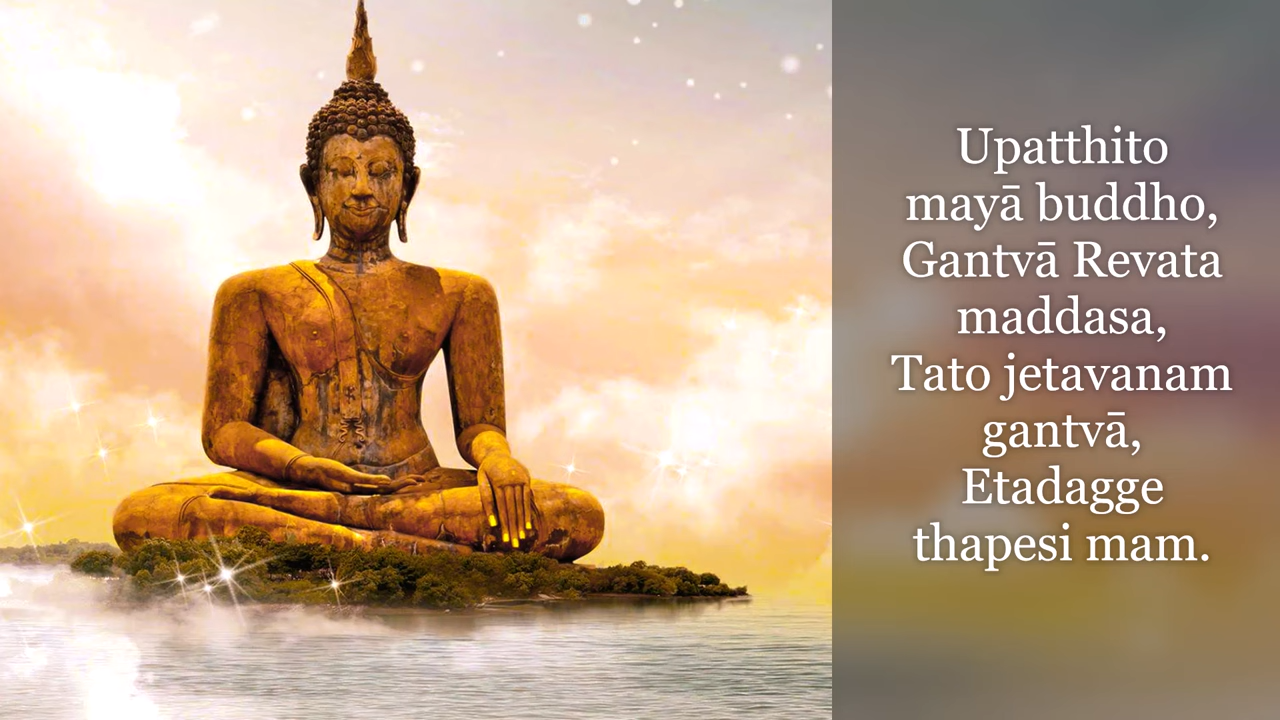 Upatthito
mayā buddho,
Gantvā Revata
maddasa,
Tato jetavanam
gantvā,
Etadagge
thapesi mam.